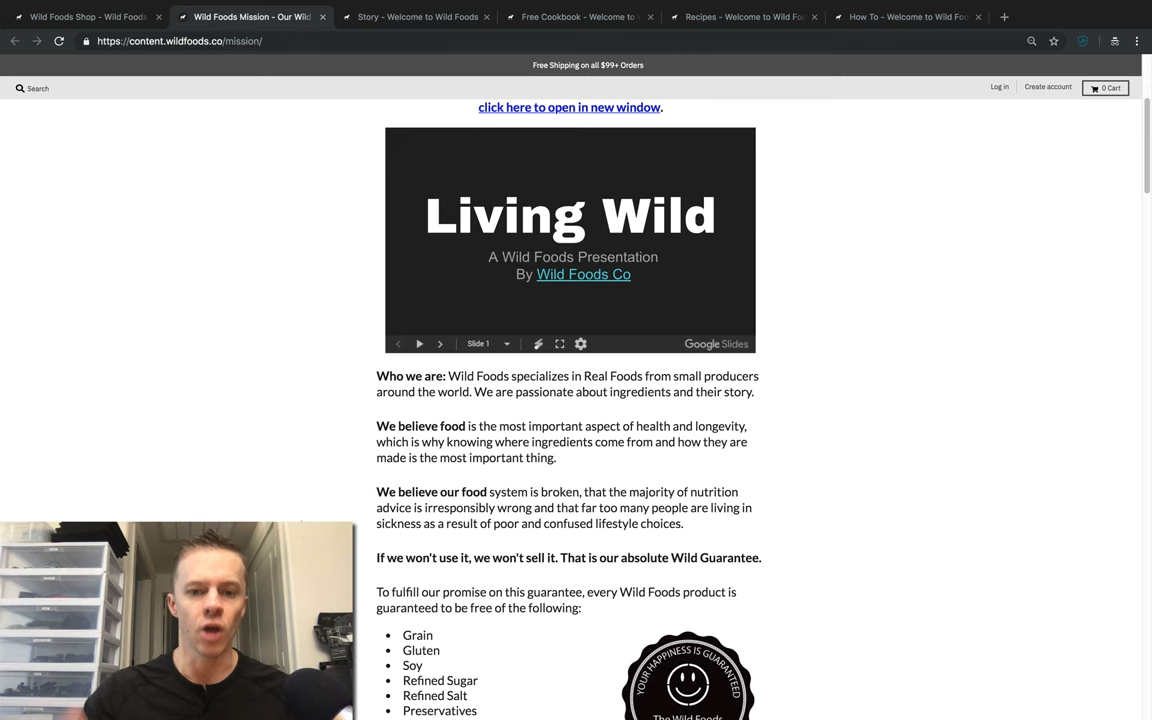 Wild Foods Shop - Wild Foods
Wild Foods Mission - Our Wild
Story - Welcome to Wild Foods
Free Cookbook - Welcome to
Recipes - Welcome to Wild Foo
How To - Welcome to Wild Foo
https://content.wildfoods.co/mission/
Free Shipping on all $99+ Orders
Search
Log in
Create account
0 Cart
click here to open in new window.
Living Wild
A Wild Foods Presentation
By Wild Foods Co
Slide 1
Google Slides
Who we are: Wild Foods specializes in Real Foods from small producers
around the world. We are passionate about ingredients and their story.
We believe food is the most important aspect of health and longevity,
which is why knowing where ingredients come from and how they are
made is the most important thing.
We believe our food system is broken, that the majority of nutrition
advice is irresponsibly wrong and that far too many people are living in
sickness as a result of poor and confused lifestyle choices.
If we won't use it, we won't sell it. That is our absolute Wild Guarantee.
To fulfill our promise on this guarantee, every Wild Foods product is
guaranteed to be free of the following:
• Grain
• Gluten
• Soy
• Refined Sugar
• Refined Salt
• Preservatives
YOUR HAPPINESS IS GUARANTEED
The Wild Foods